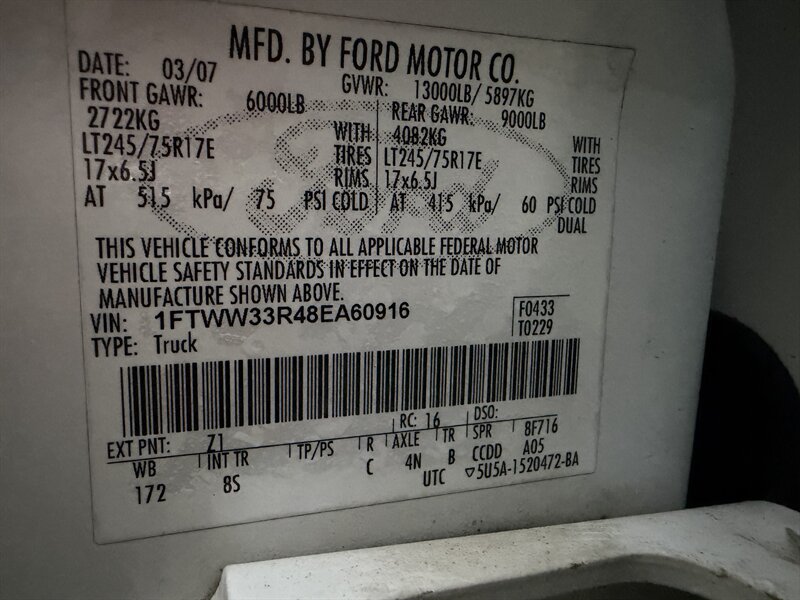 MFD. BY FORD MOTOR CO.
DATE: 03/07 GVWR: 13000LB/ 5897KG
FRONT GAWR: 6000LB REAR GAWR: 9000LB
2722KG WITH 4082KG WITH
LT245/75R17E TIRES LT245/75R17E TIRES
17x6.5J RIMS 17x6.5J RIMS
AT 515 kPa/ 75 PSI COLD AT 415 kPa/ 60 PSI COLD
DUAL
Ford
THIS VEHICLE CONFORMS TO ALL APPLICABLE FEDERAL MOTOR
VEHICLE SAFETY STANDARDS IN EFFECT ON THE DATE OF
MANUFACTURE SHOWN ABOVE.
VIN: 1FTWW33R48EA60916 F0433
TYPE: Truck T0229
EXT PNT: Z1 RC: 16 DSO:
WB INT TR TP/PS R AXLE TR SPR 8F716
172 8S C 4N B CCDD A05
UTC ▽5U5A-1520472-BA